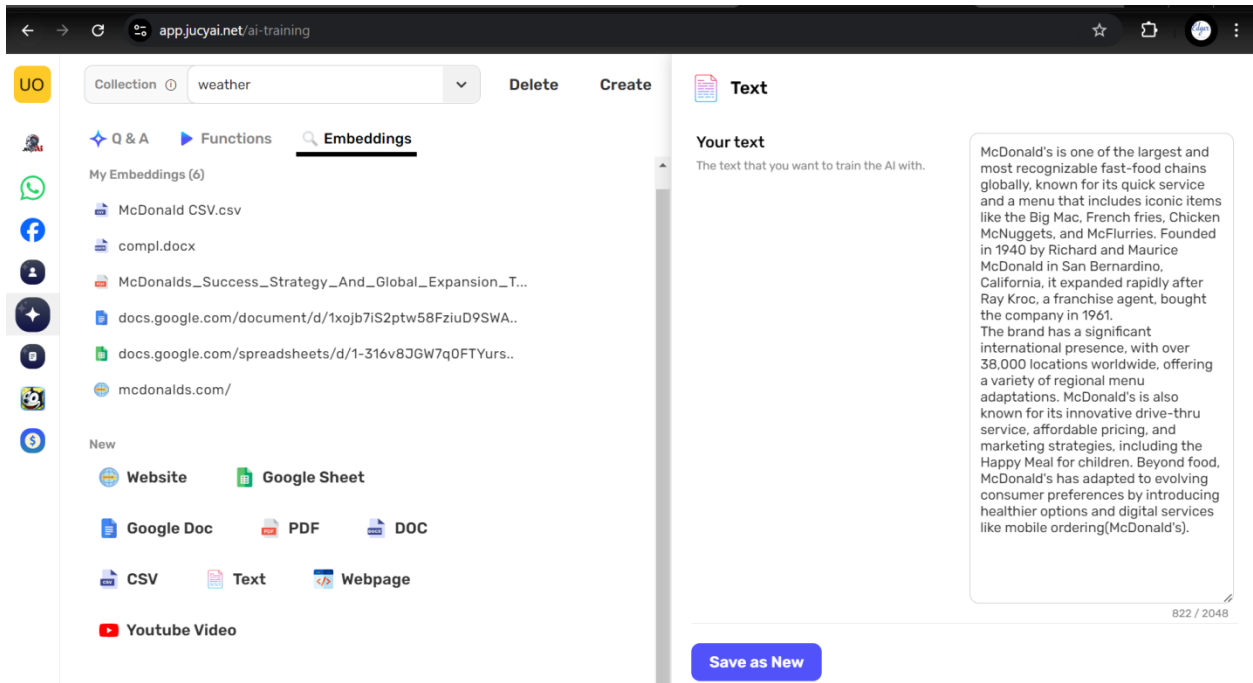 app.jucyai.net/ai-training
UO
Collection
weather
Delete
Create
Q & A
Functions
Embeddings
My Embeddings (6)
McDonald CSV.csv
compl.docx
McDonalds_Success_Strategy_And_Global_Expansion_T...
docs.google.com/document/d/1xojb7iS2ptw58FziuD9SWA..
docs.google.com/spreadsheets/d/1-316v8JGW7q0FTYurs..
mcdonalds.com/
New
Website
Google Sheet
Google Doc
PDF
DOC
CSV
Text
Webpage
Youtube Video
Text
Your text
The text that you want to train the AI with.
McDonald's is one of the largest and
most recognizable fast-food chains
globally, known for its quick service
and a menu that includes iconic items
like the Big Mac, French fries, Chicken
McNuggets, and McFlurries. Founded
in 1940 by Richard and Maurice
McDonald in San Bernardino,
California, it expanded rapidly after
Ray Kroc, a franchise agent, bought
the company in 1961.
The brand has a significant
international presence, with over
38,000 locations worldwide, offering
a variety of regional menu
adaptations. McDonald's is also
known for its innovative drive-thru
service, affordable pricing, and
marketing strategies, including the
Happy Meal for children. Beyond food,
McDonald's has adapted to evolving
consumer preferences by introducing
healthier options and digital services
like mobile ordering(McDonald's).
822 / 2048
Save as New